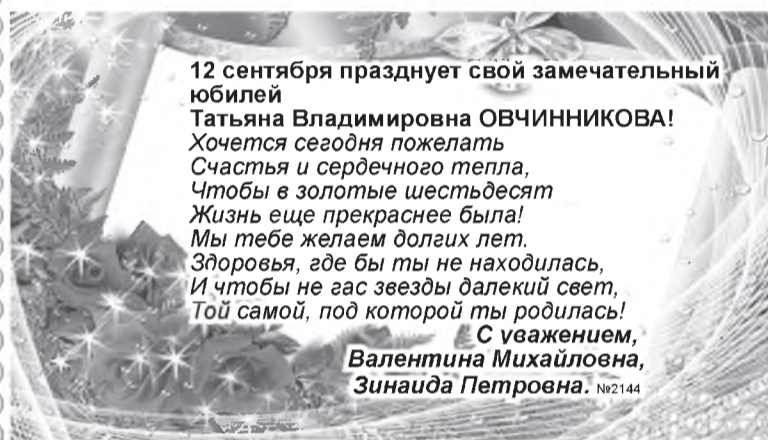 12 сентября празднует свой замечательный
юбилей
Татьяна Владимировна ОВЧИННИКОВА!
Хочется сегодня пожелать
Счастья и сердечного тепла,
Чтобы в золотые шестьдесят
Жизнь еще прекраснее была!
Мы тебе желаем долгих лет.
Здоровья, где бы ты не находилась,
И чтобы не гас звезды далекий свет,
Той самой, под которой ты родилась!
С уважением,
Валентина Михайловна,
Зинаида Петровна. №2144